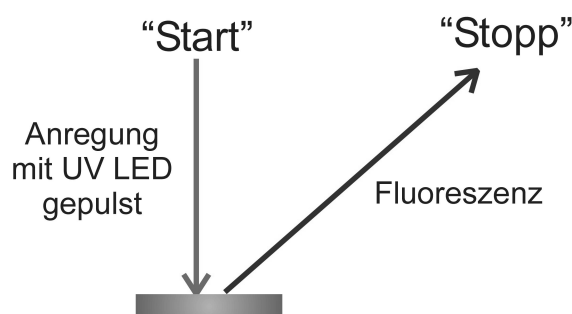 “Start”
“Stopp”
Anregung
mit UV LED
gepulst
Fluoreszenz